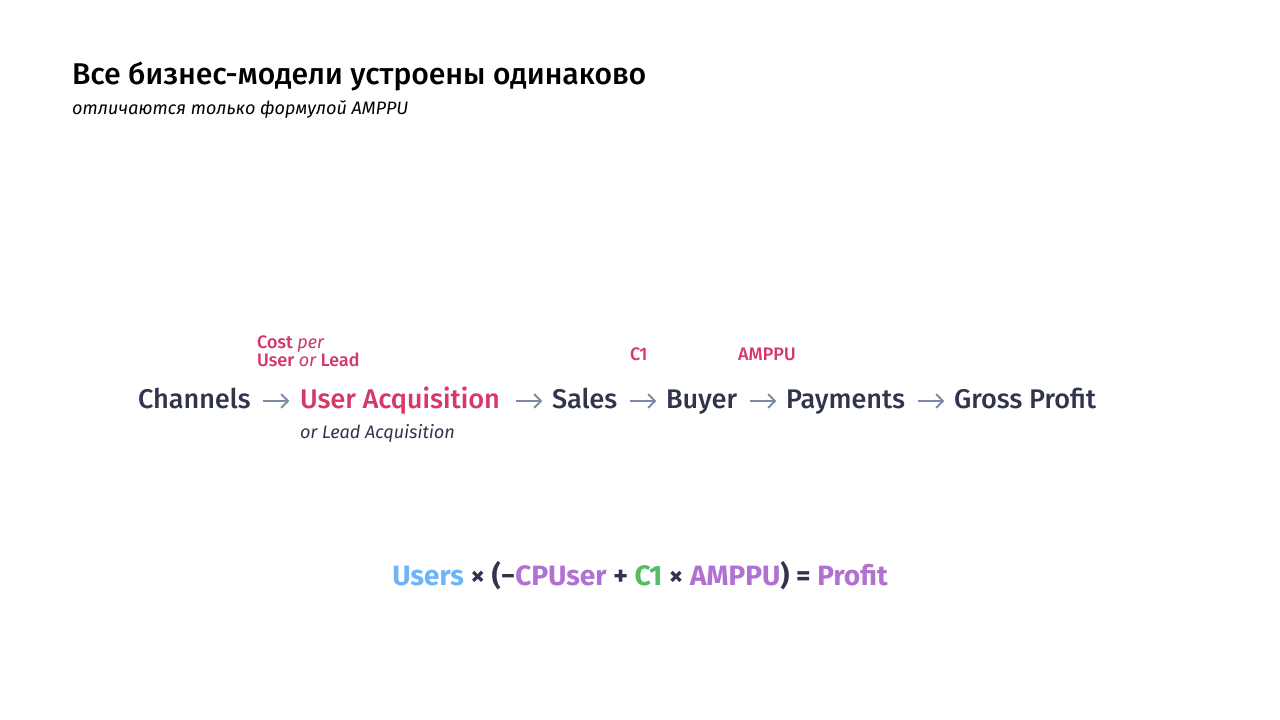 Все бизнес-модели устроены одинаково
отличаются только формулой AMPPU
Cost per
User or Lead
C1
AMPPU
Channels → User Acquisition → Sales → Buyer → Payments → Gross Profit
or Lead Acquisition
Users × (−CPUser + C1 × AMPPU) = Profit